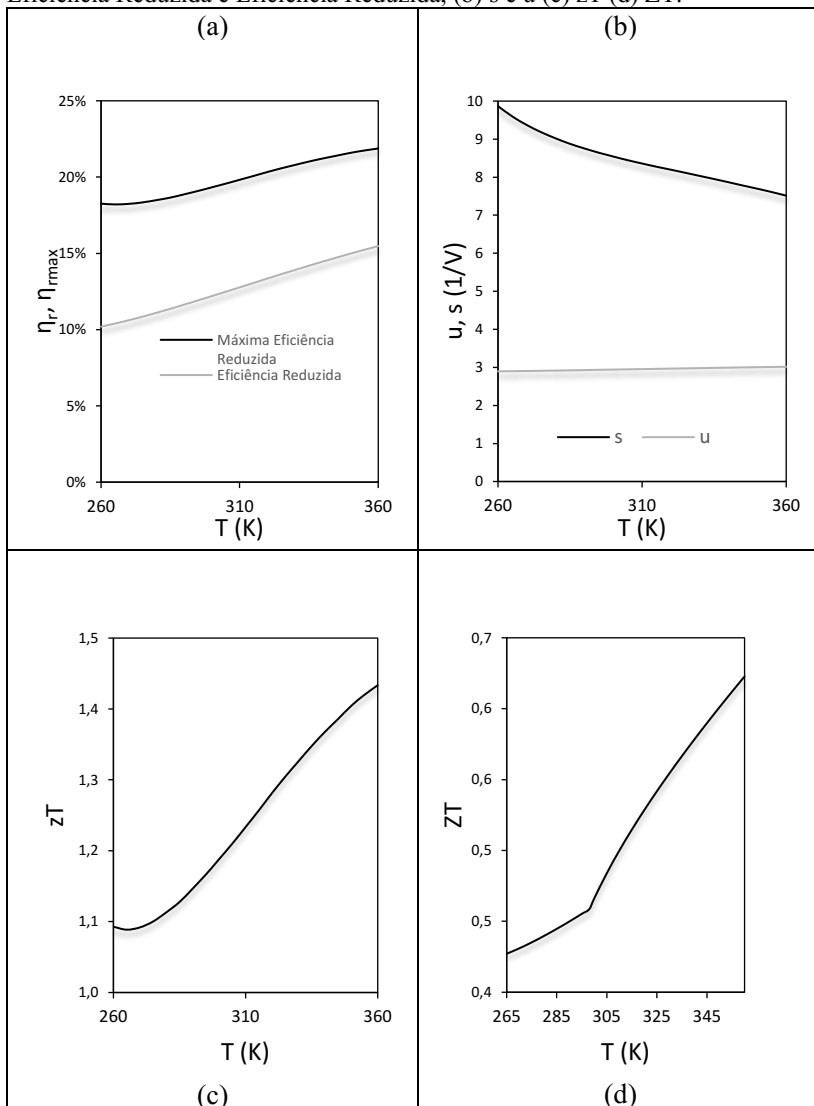 Eficiência Reduzida e Eficiência Reduzida, (b) s e u (c) zT (d) ZT.
(a)
25%
20%
15%
10%
5%
0%
ηr, ηrmax
Máxima Eficiência
Reduzida
Eficiência Reduzida
260
310
360
T (K)
(b)
10
9
8
7
6
5
4
3
2
1
0
u, s (1/V)
s
u
260
310
360
T (K)
1,5
1,4
1,3
1,2
1,1
1,0
zT
260
310
360
T (K)
(c)
0,7
0,6
0,6
0,5
0,5
0,4
ZT
265
285
305
325
345
T (K)
(d)